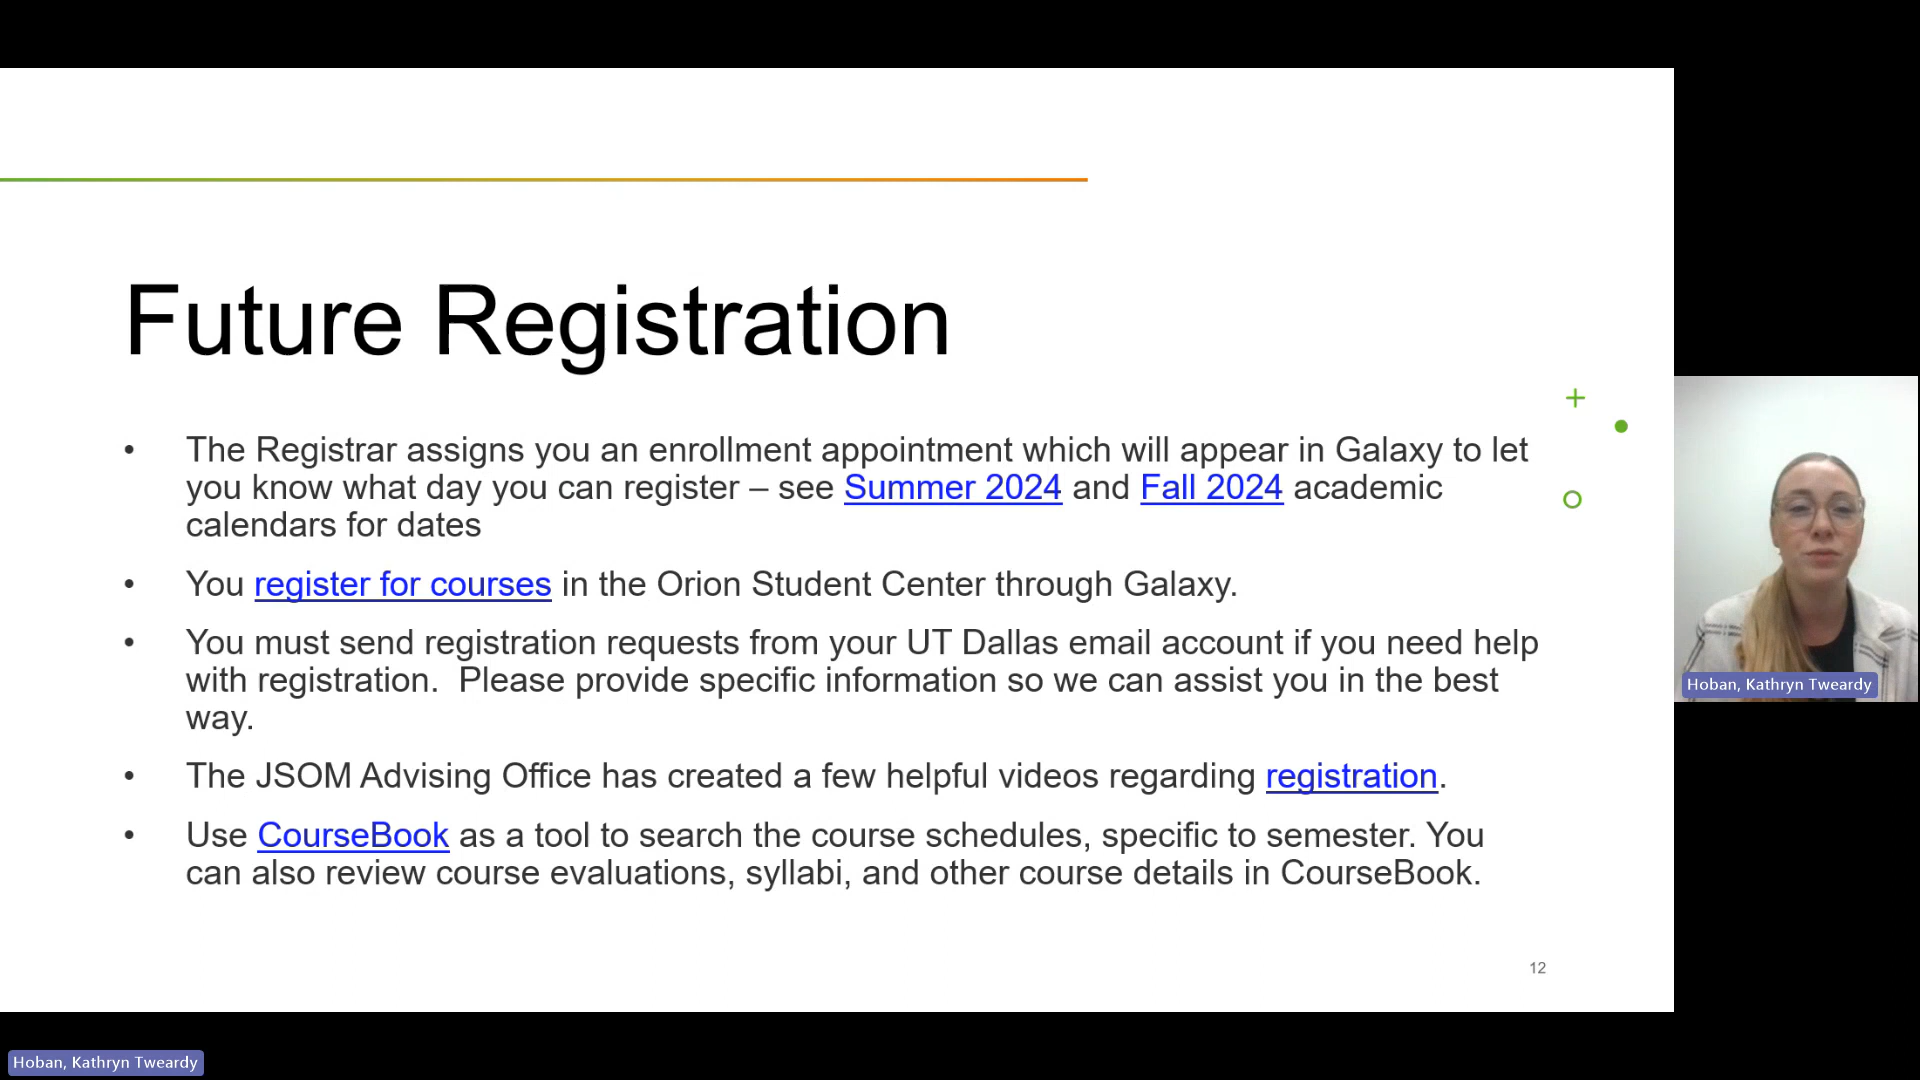 Future Registration
• The Registrar assigns you an enrollment appointment which will appear in Galaxy to let
you know what day you can register – see Summer 2024 and Fall 2024 academic
calendars for dates
• You register for courses in the Orion Student Center through Galaxy.
• You must send registration requests from your UT Dallas email account if you need help
with registration.  Please provide specific information so we can assist you in the best
way.
• The JSOM Advising Office has created a few helpful videos regarding registration.
• Use CourseBook as a tool to search the course schedules, specific to semester. You
can also review course evaluations, syllabi, and other course details in CourseBook.
12
Hoban, Kathryn Tweardy
Hoban, Kathryn Tweardy